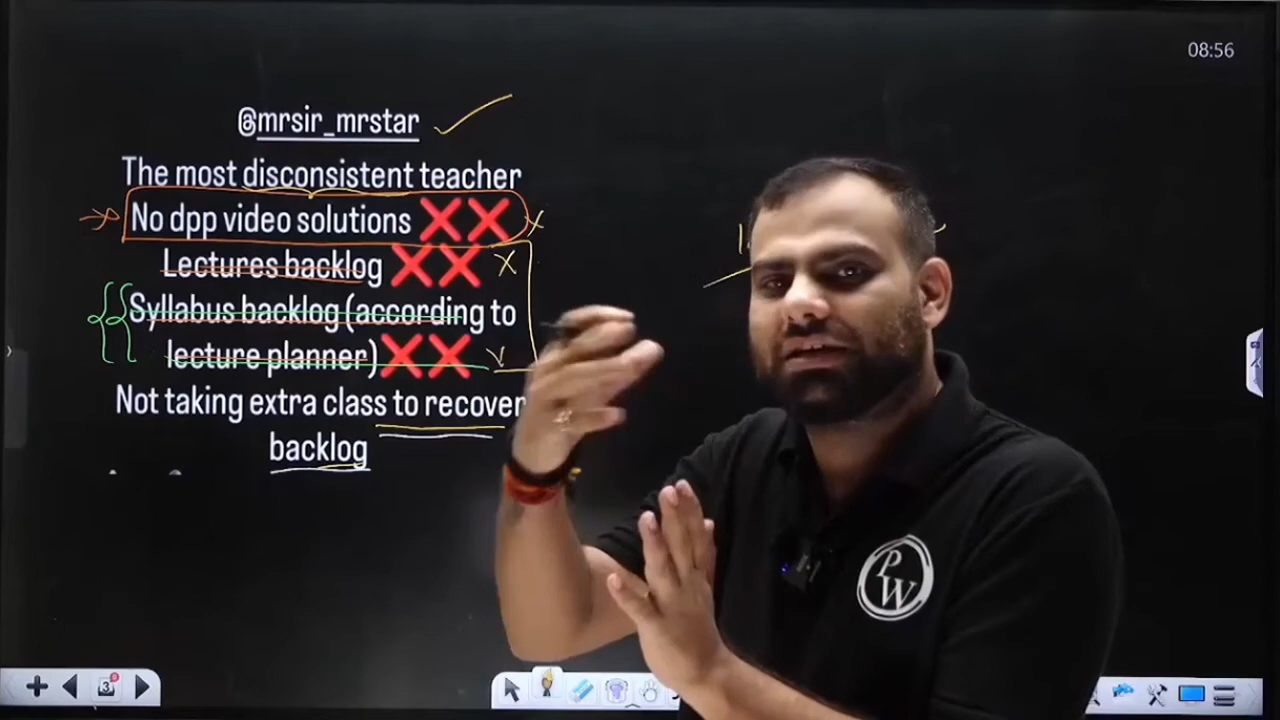 08:56
@mrsir_mrstar
The most disconsistent teacher
No dpp video solutions ❌❌
Lectures backlog ❌❌
Syllabus backlog (according to
lecture planner) ❌❌
Not taking extra class to recover
backlog
PW
3